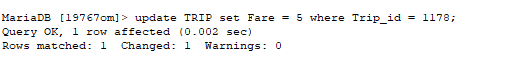 MariaDB [19767om]> update TRIP set Fare = 5 where Trip_id = 1178;
Query OK, 1 row affected (0.002 sec)
Rows matched: 1  Changed: 1  Warnings: 0